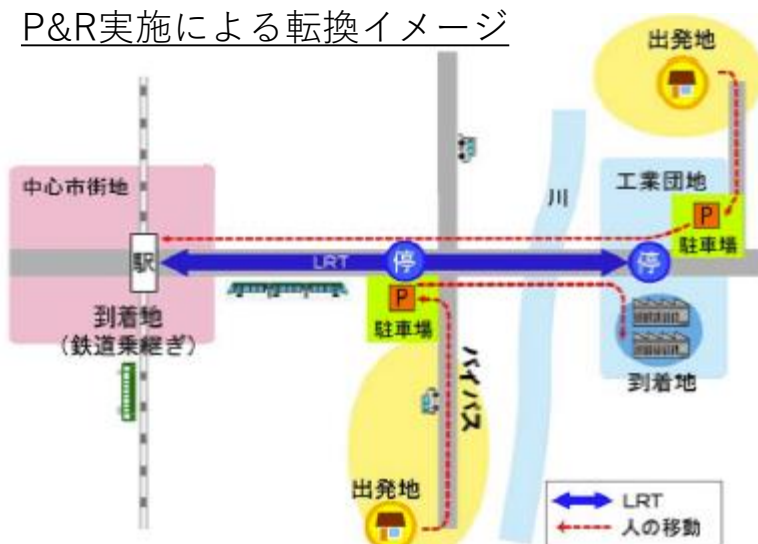 P&R実施による転換イメージ
出発地
中心市街地
工業団地
川
P
駐車場
駅
LRT
停
停
到着地
(鉄道乗継ぎ)
P
駐車場
バイパス
到着地
出発地
LRT
人の移動